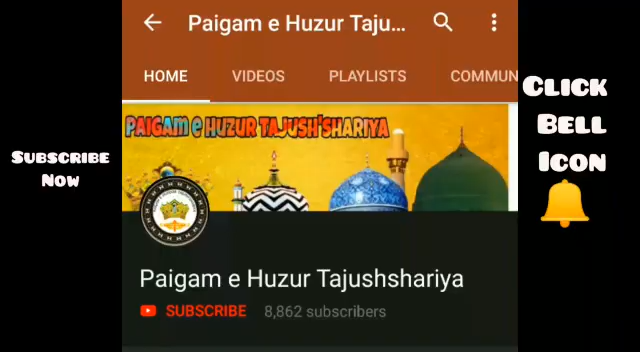 Paigam e Huzur Taju...
HOME VIDEOS PLAYLISTS COMMUN
PAIGAM e HUZUR TAJUSH'SHARIYA
Paigam e Huzur Tajushshariya
SUBSCRIBE 8,862 subscribers
SUBSCRIBE
NOW
CLICK
BELL
ICON